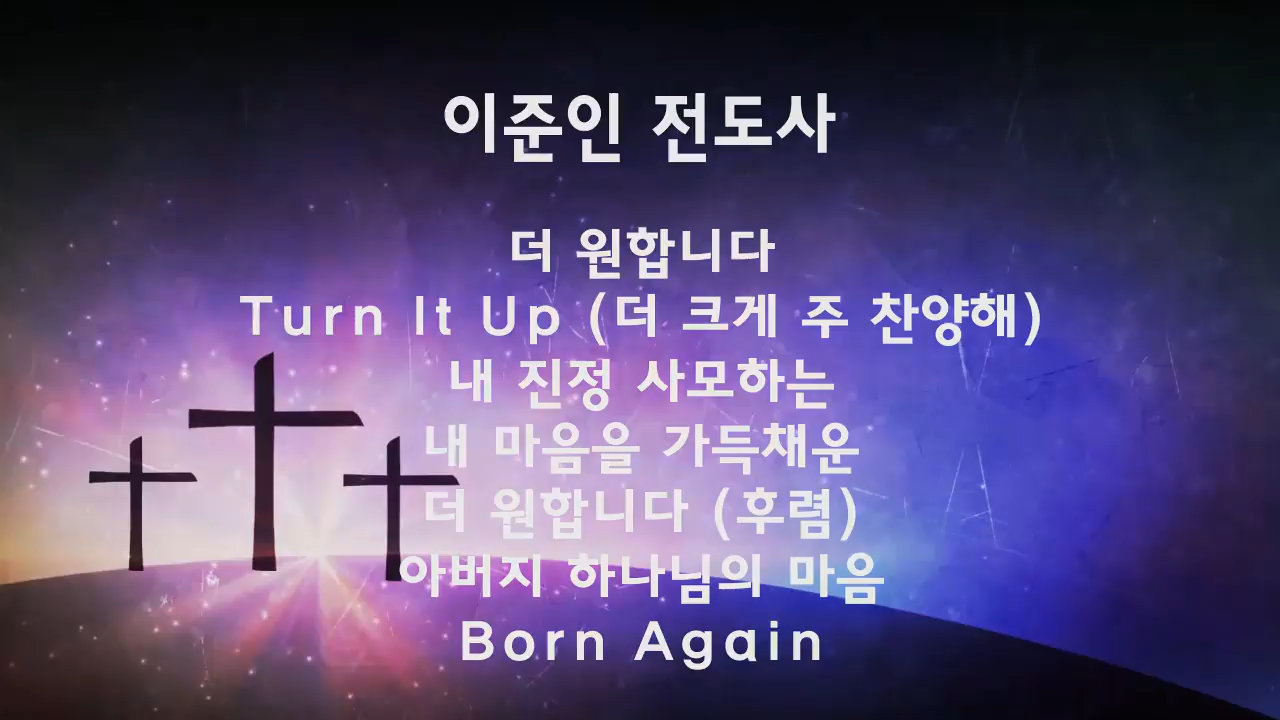 이준인 전도사
더 원합니다
Turn It Up (더 크게 주 찬양해)
내 진정 사모하는
내 마음을 가득채운
더 원합니다 (후렴)
아버지 하나님의 마음
Born Again